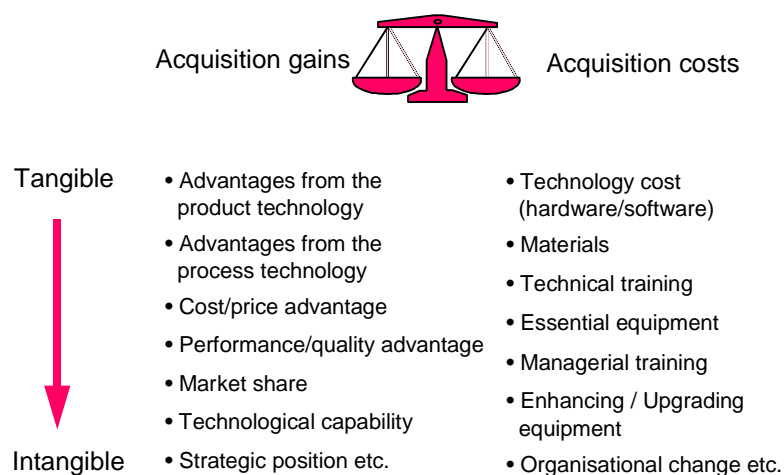 Acquisition gains
Acquisition costs
Tangible
• Advantages from the
product technology
• Advantages from the
process technology
• Cost/price advantage
• Performance/quality advantage
• Market share
• Technological capability
• Strategic position etc.
• Technology cost
(hardware/software)
• Materials
• Technical training
• Essential equipment
• Managerial training
• Enhancing / Upgrading
equipment
• Organisational change etc.
Intangible